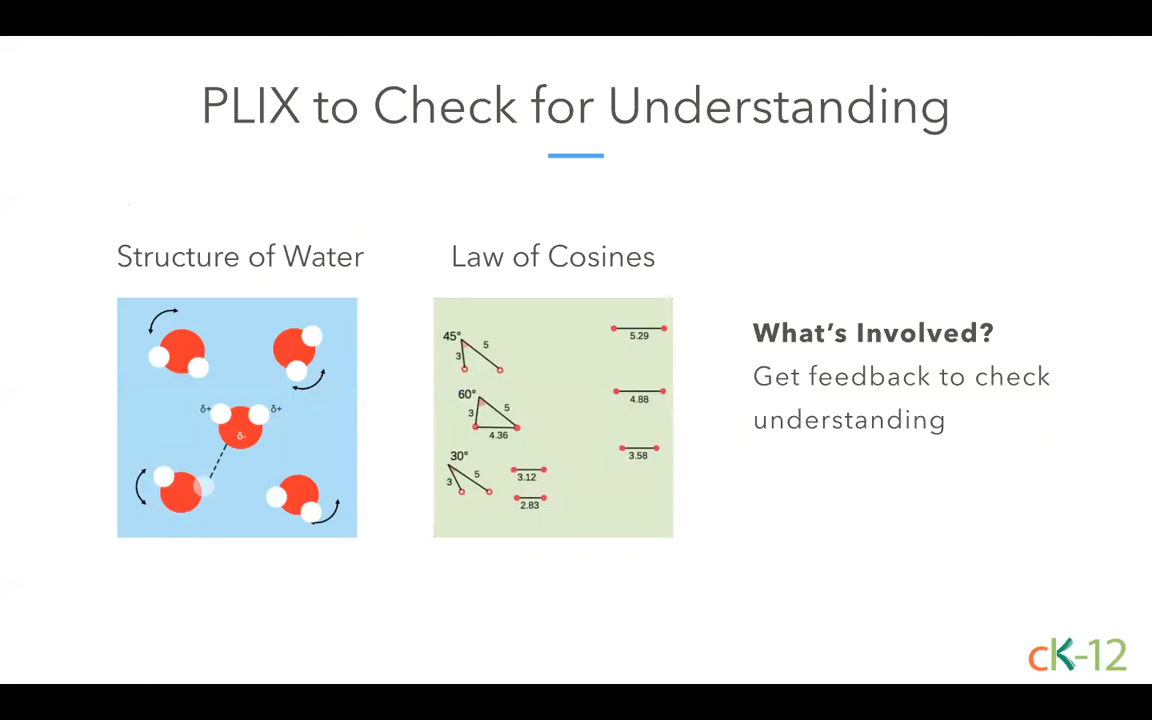 PLIX to Check for Understanding
Structure of Water
Law of Cosines
δ+
δ+
δ-
45°
5
3
60°
5
3
4.36
30°
5
3
3.12
2.83
5.29
4.88
3.58
What's Involved?
Get feedback to check
understanding
cK-12